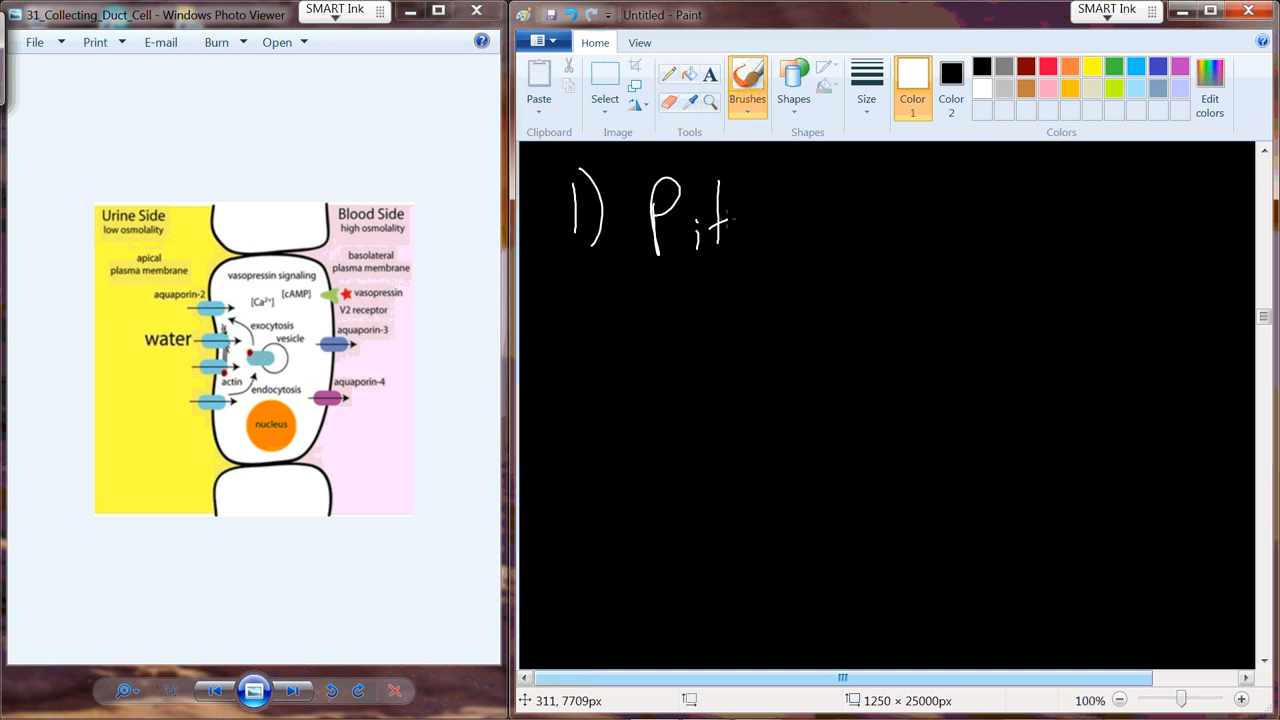 31_Collecting_Duct_Cell - Windows Photo Viewer
SMART Ink
File Print E-mail Burn Open
Urine Side
low osmolality
Blood Side
high osmolality
apical
plasma membrane
basolateral
plasma membrane
vasopressin signaling
[Ca2+]
[cAMP]
vasopressin
V2 receptor
aquaporin-2
water
exocytosis
vesicle
aquaporin-3
actin
endocytosis
aquaporin-4
nucleus
Untitled - Paint
SMART Ink
Home View
Paste
Clipboard
Select
Image
Tools
Brushes
Shapes
Shapes
Size
Color
1
Color
2
Edit
colors
Colors
1) Pit
311, 7709px
1250 × 25000px
100%